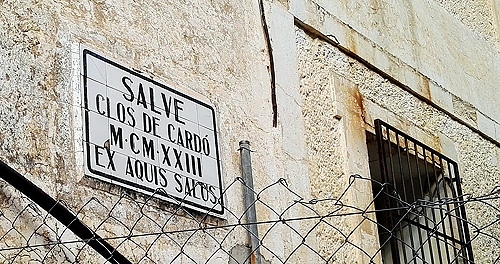 SALVE
CLOS DE CARDÓ
M·CM·XXIII
EX AQUIS SALUS